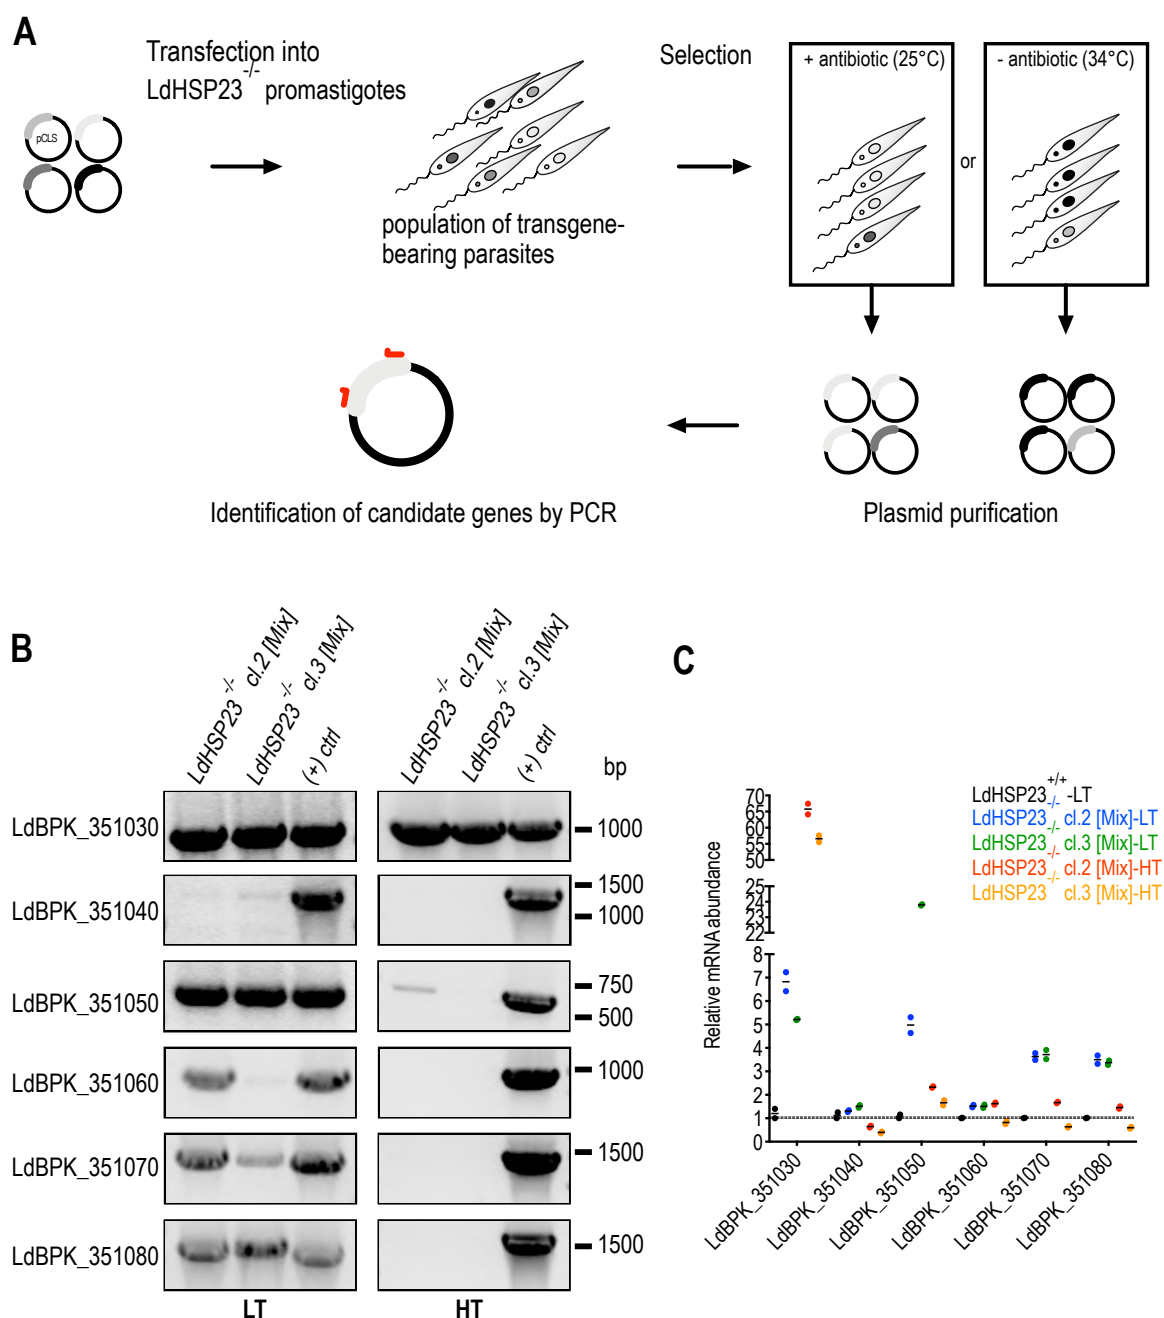 A
Transfection into
LdHSP23-/- promastigotes
Selection
+ antibiotic (25°C)
- antibiotic (34°C)
pCLS
or
population of transgene-
bearing parasites
Identification of candidate genes by PCR
Plasmid purification
B
LdHSP23-/- cl.2 [Mix]
LdHSP23-/- cl.3 [Mix]
(+) ctrl
LdHSP23-/- cl.2 [Mix]
LdHSP23-/- cl.3 [Mix]
(+) ctrl
bp
LdBPK_351030
1000
LdBPK_351040
1500
1000
LdBPK_351050
750
500
LdBPK_351060
1000
LdBPK_351070
1500
LdBPK_351080
1500
LT
HT
C
Relative mRNA abundance
70
65
60
55
50
25
24
23
22
8
7
6
5
4
3
2
1
0
LdHSP23+/+-LT
LdHSP23-/- cl.2 [Mix]-LT
LdHSP23-/- cl.3 [Mix]-LT
LdHSP23-/- cl.2 [Mix]-HT
LdHSP23-/- cl.3 [Mix]-HT
LdBPK_351030
LdBPK_351040
LdBPK_351050
LdBPK_351060
LdBPK_351070
LdBPK_351080